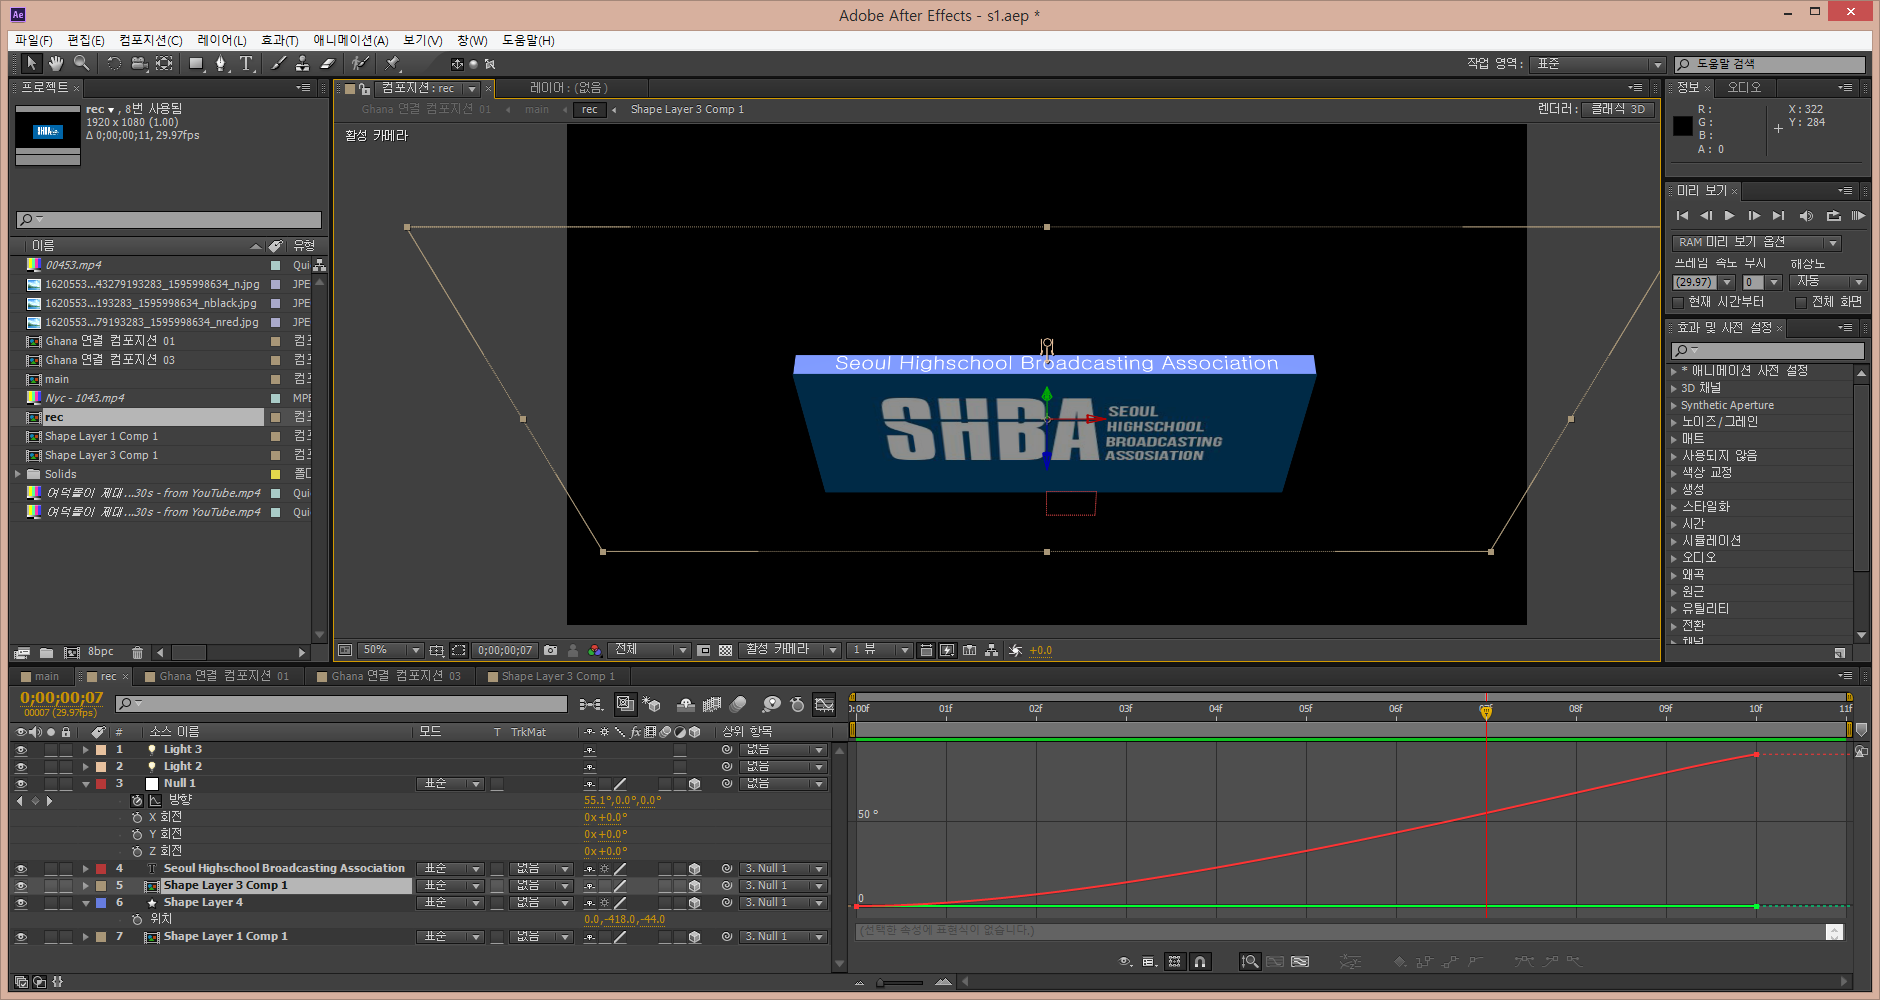 Adobe After Effects - s1.aep *
파일(F) 편집(E) 컴포지션(C) 레이어(L) 효과(T) 애니메이션(A) 보기(V) 창(W) 도움말(H)
작업 영역: 표준 도움말 검색
프로젝트
rec , 8번 사용됨
1920 x 1080 (1.00)
Δ 0;00;00;11, 29.97fps
이름 유형
00453.mp4 Qui
1620553...43279193283_1595998634_n.jpg JPE
1620553...193283_1595998634_nblack.jpg JPE
1620553...79193283_1595998634_nred.jpg JPE
Ghana 연결 컴포지션 01 컴포
Ghana 연결 컴포지션 03 컴포
main 컴포
Nyc - 1043.mp4 MPE
rec 컴포
Shape Layer 1 Comp 1 컴포
Shape Layer 3 Comp 1 컴포
Solids 폴더
여덕몰이 제대...30s - from YouTube.mp4 Qui
여덕몰이 제대...30s - from YouTube.mp4 Qui
8bpc
컴포지션: rec 레이어: (없음)
Ghana 연결 컴포지션 01 main rec Shape Layer 3 Comp 1 렌더러: 클래식 3D
활성 카메라
Seoul Highschool Broadcasting Association
SHBA
SEOUL
HIGHSCHOOL
BROADCASTING
ASSOSIATION
50% 0;00;00;07 전체 활성 카메라 1 뷰 +0.0
정보 오디오
R: X: 322
G: Y: 284
B:
A: 0
미리 보기
RAM 미리 보기 옵션
프레임 속도 무시 해상도
(29.97) 0 자동
현재 시간부터 전체 화면
효과 및 사전 설정
* 애니메이션 사전 설정
3D 채널
Synthetic Aperture
노이즈/그레인
매트
사용되지 않음
색상 교정
생성
스타일화
시간
시뮬레이션
오디오
왜곡
원근
유틸리티
전환
채널
main rec Ghana 연결 컴포지션 01 Ghana 연결 컴포지션 03 Shape Layer 3 Comp 1
0;00;00;07
00007 (29.97fps)
# 소스 이름 모드 T TrkMat fx 상위 항목
1 Light 3 없음
2 Light 2 없음
3 Null 1 표준 없음
방향 55.1°,0.0°,0.0°
X 회전 0x+0.0°
Y 회전 0x+0.0°
Z 회전 0x+0.0°
4 T Seoul Highschool Broadcasting Association 표준 없음 3. Null 1
5 Shape Layer 3 Comp 1 표준 없음 3. Null 1
6 Shape Layer 4 표준 없음 3. Null 1
위치 0.0,-418.0,-44.0
7 Shape Layer 1 Comp 1 표준 없음 3. Null 1
0:00f 01f 02f 03f 04f 05f 06f 07f 08f 09f 10f 11f
50 °
0
(선택한 속성에 표현식이 없습니다.)